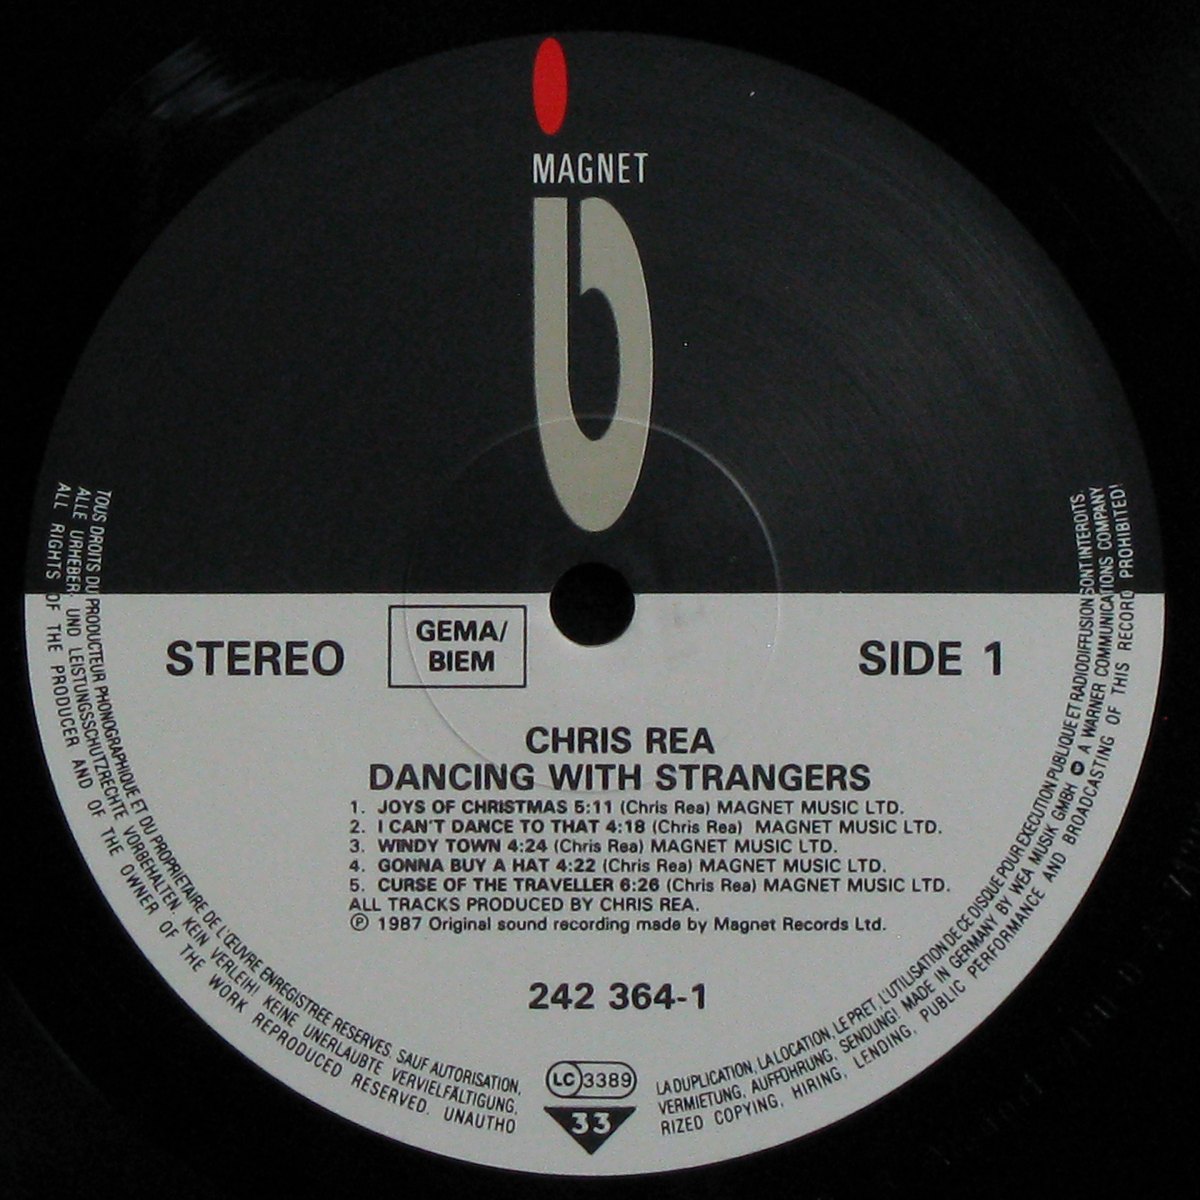 MAGNET
STEREO
GEMA/
BIEM
SIDE 1
CHRIS REA
DANCING WITH STRANGERS
1. JOYS OF CHRISTMAS 5:11 (Chris Rea) MAGNET MUSIC LTD.
2. I CAN'T DANCE TO THAT 4:18 (Chris Rea) MAGNET MUSIC LTD.
3. WINDY TOWN 4:24 (Chris Rea) MAGNET MUSIC LTD.
4. GONNA BUY A HAT 4:22 (Chris Rea) MAGNET MUSIC LTD.
5. CURSE OF THE TRAVELLER 6:26 (Chris Rea) MAGNET MUSIC LTD.
ALL TRACKS PRODUCED BY CHRIS REA.
Ⓟ 1987 Original sound recording made by Magnet Records Ltd.
242 364-1
LC 3389
33
TOUS DROITS DU PRODUCTEUR PHONOGRAPHIQUE ET DU PROPRIETAIRE DE L'ŒUVRE ENREGISTREE RESERVES. SAUF AUTORISATION, LA DUPLICATION, LA LOCATION, LE PRET, L'UTILISATION DE CE DISQUE POUR EXECUTION PUBLIQUE ET RADIODIFFUSION SONT INTERDITS.
ALLE URHEBER- UND LEISTUNGSSCHUTZRECHTE VORBEHALTEN. KEIN VERLEIH! KEINE UNERLAUBTE VERVIELFÄLTIGUNG, VERMIETUNG, AUFFÜHRUNG, SENDUNG! MADE IN GERMANY BY WEA MUSIK GMBH A WARNER COMMUNICATIONS COMPANY
ALL RIGHTS OF THE PRODUCER AND OF THE OWNER OF THE WORK REPRODUCED RESERVED. UNAUTHORIZED COPYING, HIRING, LENDING, PUBLIC PERFORMANCE AND BROADCASTING OF THIS RECORD PROHIBITED!